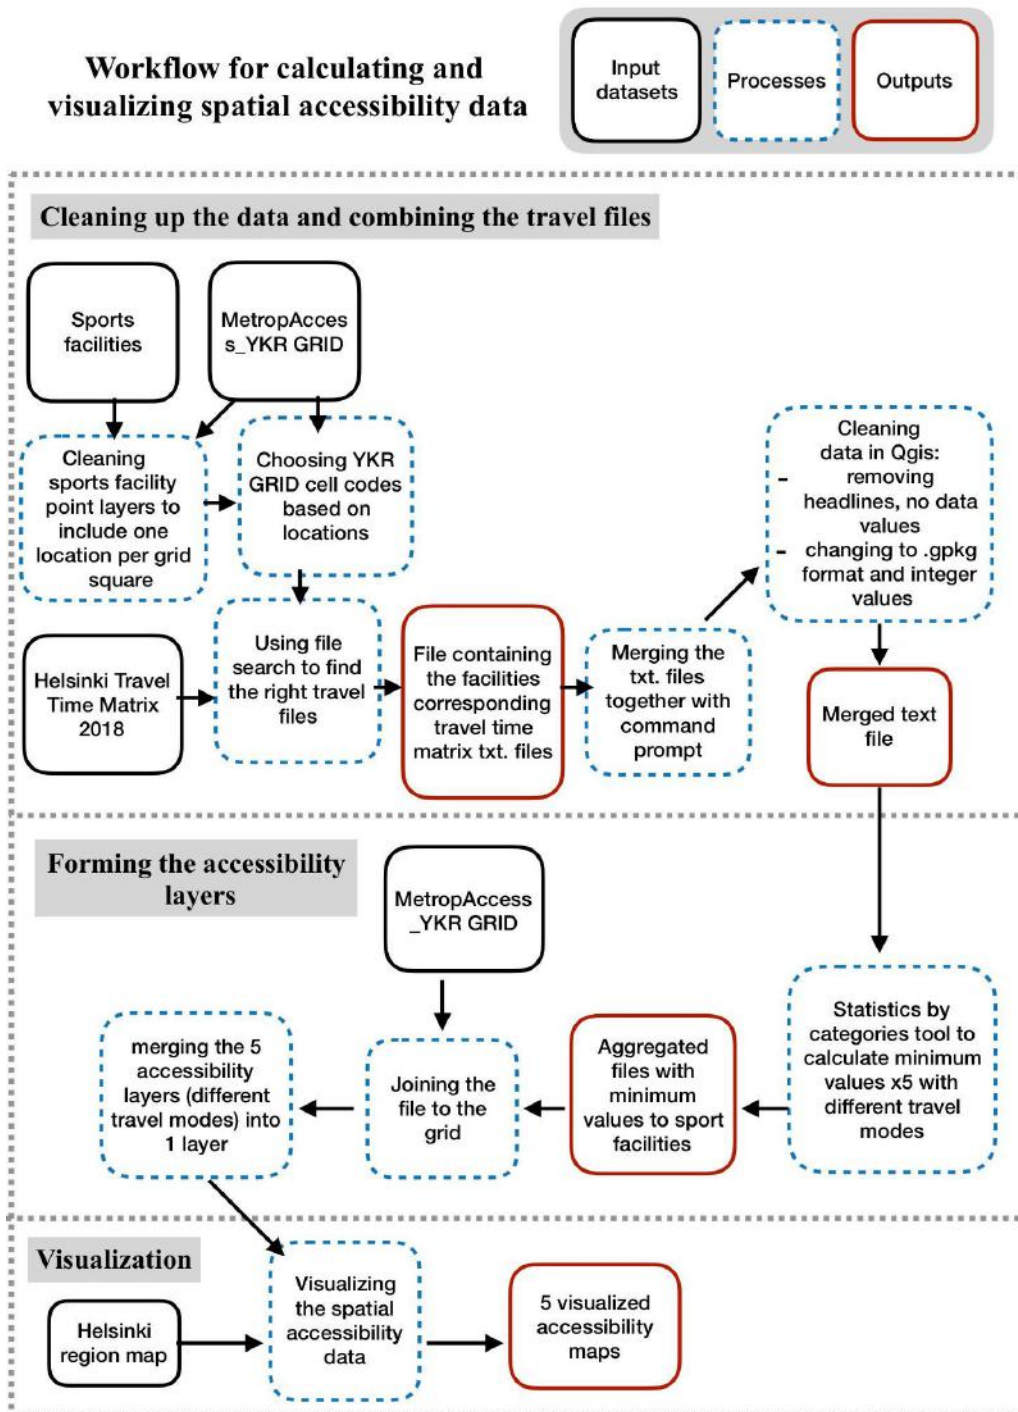 Workflow for calculating and
visualizing spatial accessibility data
Input
datasets
Processes
Outputs
Cleaning up the data and combining the travel files
Sports
facilities
MetropAcces
s_YKR GRID
Cleaning
sports facility
point layers to
include one
location per grid
square
Choosing YKR
GRID cell codes
based on
locations
Cleaning
data in Qgis:
- removing
headlines, no data
values
- changing to .gpkg
format and integer
values
Helsinki Travel
Time Matrix
2018
Using file
search to find
the right travel
files
File containing
the facilities
corresponding
travel time
matrix txt. files
Merging the
txt. files
together with
command
prompt
Merged text
file
Forming the accessibility
layers
MetropAccess
_YKR GRID
merging the 5
accessibility
layers (different
travel modes) into
1 layer
Joining the
file to the
grid
Aggregated
files with
minimum
values to sport
facilities
Statistics by
categories tool to
calculate minimum
values x5 with
different travel
modes
Visualization
Helsinki
region map
Visualizing
the spatial
accessibility
data
5 visualized
accessibility
maps